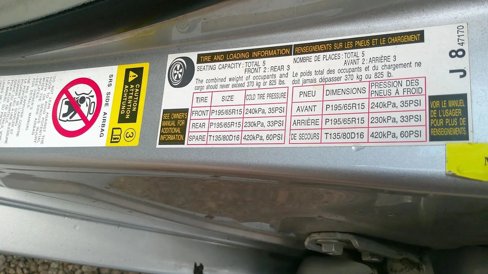 TIRE AND LOADING INFORMATION
RENSEIGNEMENTS SUR LES PNEUS ET LE CHARGEMENT
SEATING CAPACITY: TOTAL 5
FRONT 2 : REAR 3
The combined weight of occupants and
cargo should never exceed 370 kg or 825 lb.
NOMBRE DE PLACES: TOTAL 5
AVANT 2 : ARRIÈRE 3
Le poids total des occupants et du chargement ne
doit jamais dépasser 370 kg ou 825 lb.
SEE OWNER'S
MANUAL FOR
ADDITIONAL
INFORMATION
TIRE SIZE COLD TIRE PRESSURE
FRONT P195/65R15 240kPa, 35PSI
REAR P195/65R15 230kPa, 33PSI
SPARE T135/80D16 420kPa, 60PSI
PNEU DIMENSIONS PRESSION DES
PNEUS À FROID
AVANT P195/65R15 240kPa, 35PSI
ARRIÈRE P195/65R15 230kPa, 33PSI
DE SECOURS T135/80D16 420kPa, 60PSI
VOIR LE MANUEL
DE L'USAGER
POUR PLUS DE
RENSEIGNEMENTS
J 8 47170
CAUTION
ATTENTION
ACHTUNG
SRS SIDE AIRBAG